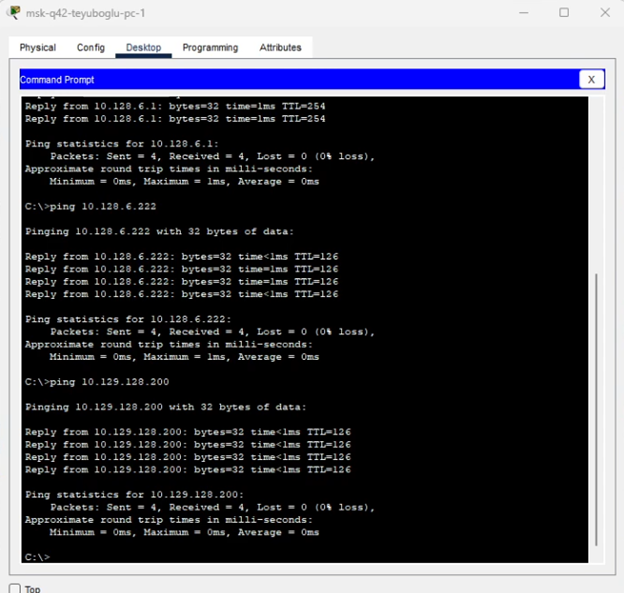 msk-q42-teyuboglu-pc-1
Physical Config Desktop Programming Attributes
Command Prompt X
Reply from 10.128.6.1: bytes=32 time=1ms TTL=254
Reply from 10.128.6.1: bytes=32 time=1ms TTL=254
Ping statistics for 10.128.6.1:
Packets: Sent = 4, Received = 4, Lost = 0 (0% loss),
Approximate round trip times in milli-seconds:
Minimum = 0ms, Maximum = 1ms, Average = 0ms
C:\>ping 10.128.6.222
Pinging 10.128.6.222 with 32 bytes of data:
Reply from 10.128.6.222: bytes=32 time<1ms TTL=126
Reply from 10.128.6.222: bytes=32 time=1ms TTL=126
Reply from 10.128.6.222: bytes=32 time=1ms TTL=126
Reply from 10.128.6.222: bytes=32 time<1ms TTL=126
Ping statistics for 10.128.6.222:
Packets: Sent = 4, Received = 4, Lost = 0 (0% loss),
Approximate round trip times in milli-seconds:
Minimum = 0ms, Maximum = 1ms, Average = 0ms
C:\>ping 10.129.128.200
Pinging 10.129.128.200 with 32 bytes of data:
Reply from 10.129.128.200: bytes=32 time<1ms TTL=126
Reply from 10.129.128.200: bytes=32 time<1ms TTL=126
Reply from 10.129.128.200: bytes=32 time<1ms TTL=126
Reply from 10.129.128.200: bytes=32 time<1ms TTL=126
Ping statistics for 10.129.128.200:
Packets: Sent = 4, Received = 4, Lost = 0 (0% loss),
Approximate round trip times in milli-seconds:
Minimum = 0ms, Maximum = 0ms, Average = 0ms
C:\>
Top